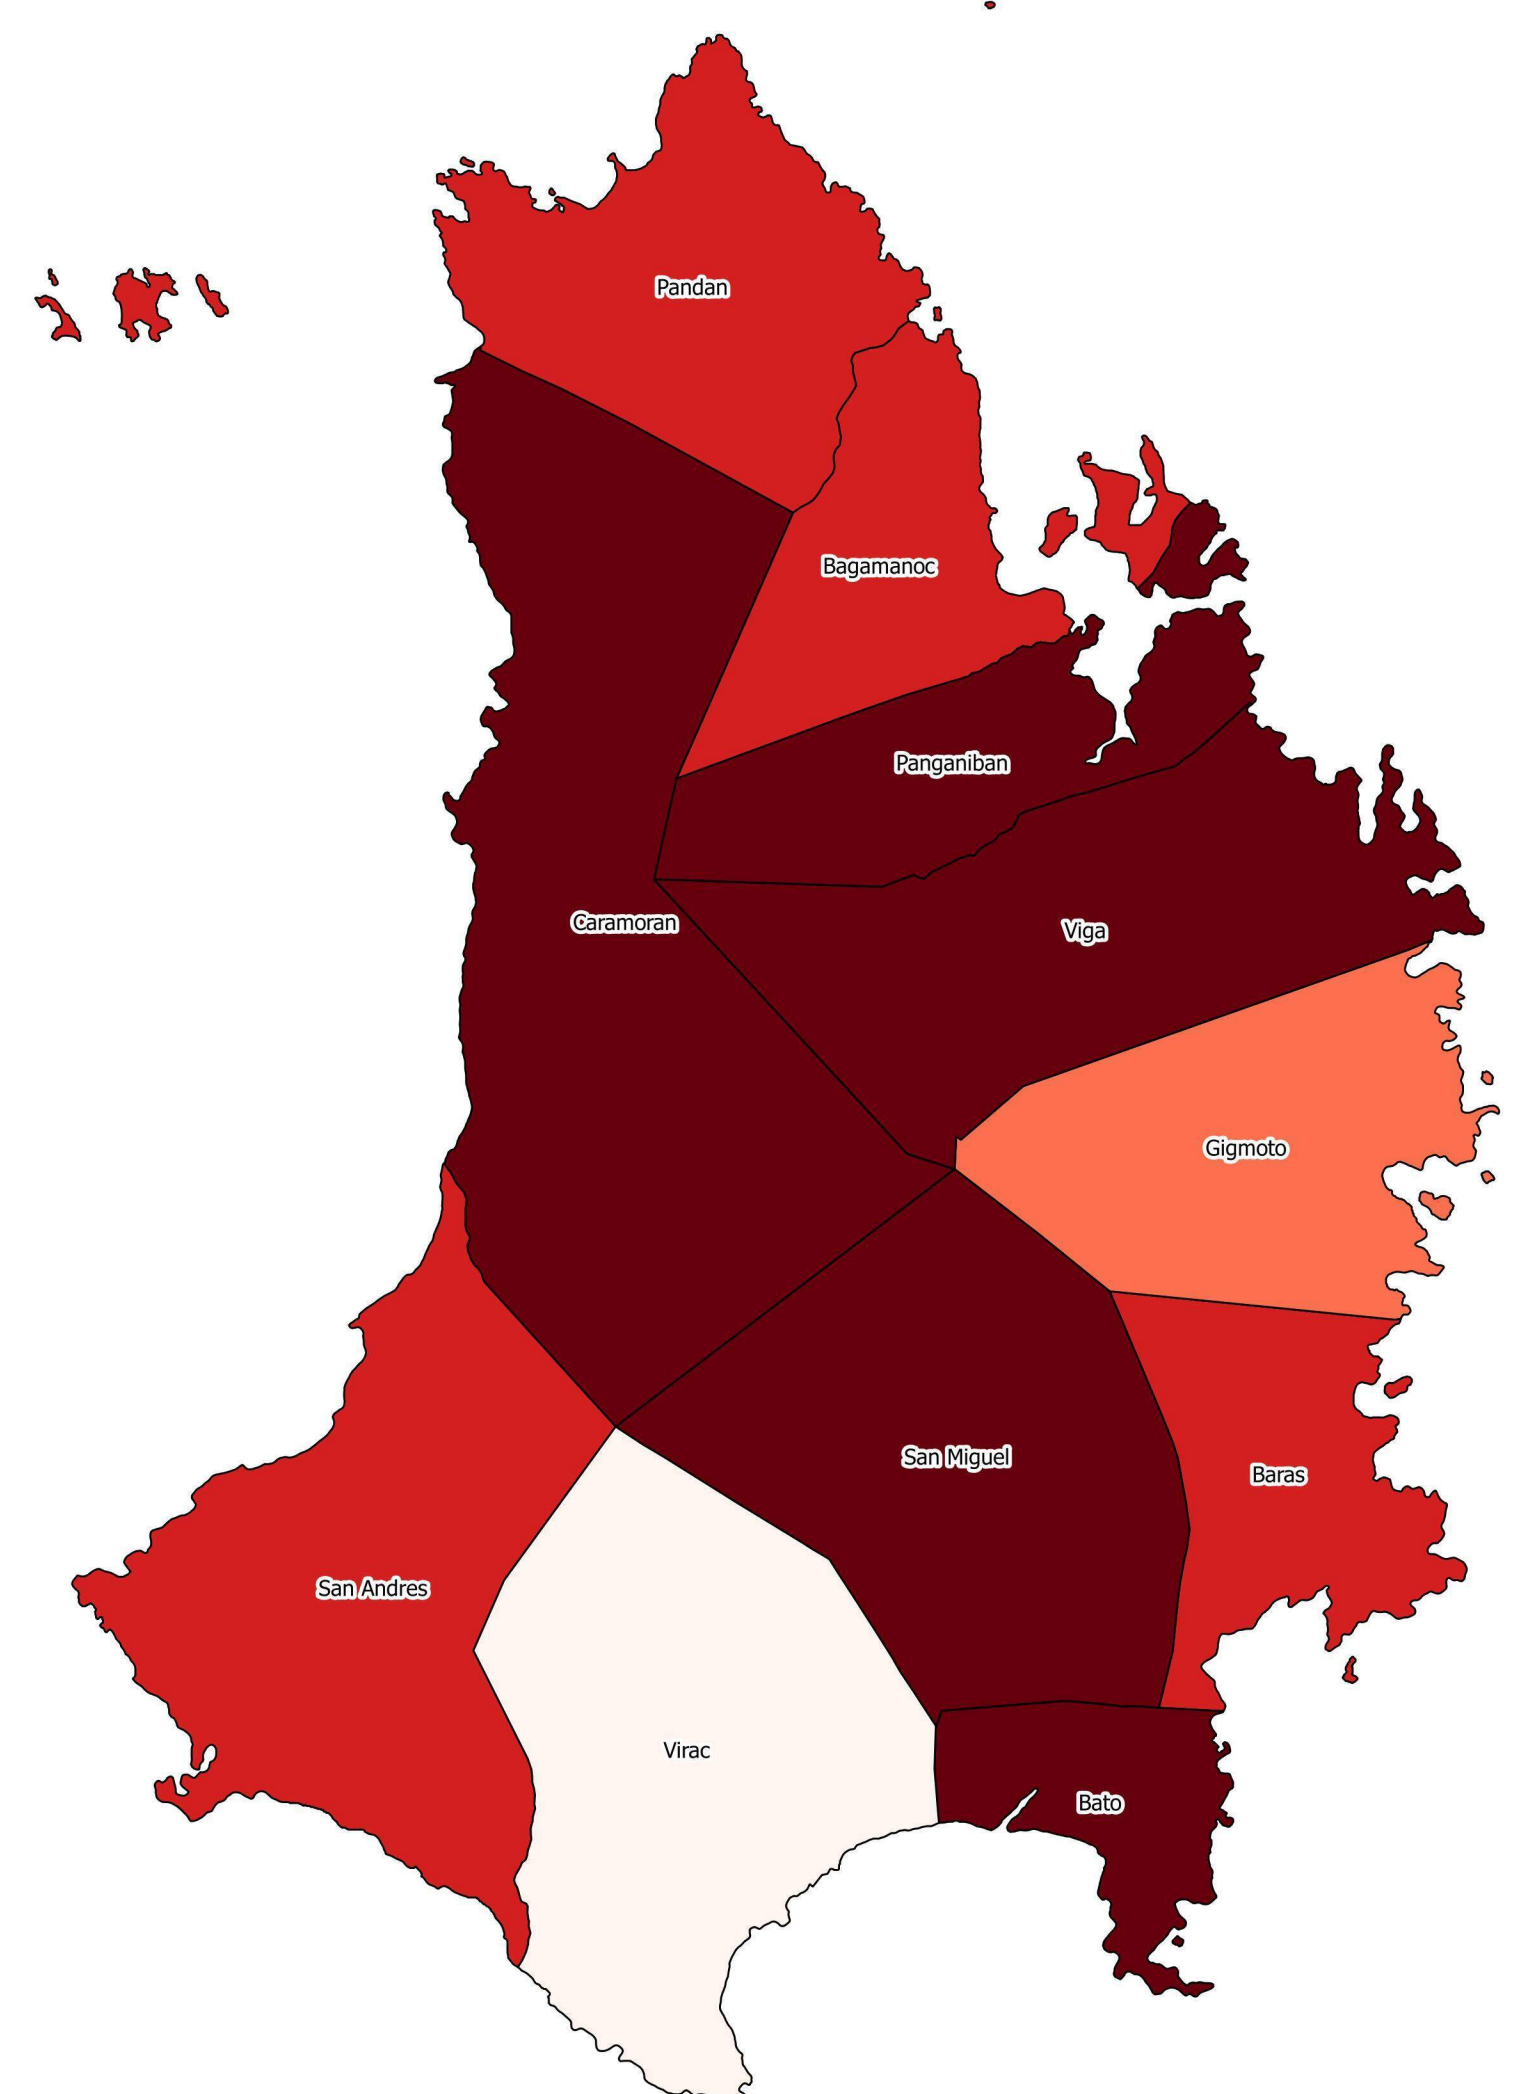 Pandan
Bagamanoc
Panganiban
Caramoran
Viga
Gigmoto
San Miguel
Baras
San Andres
Virac
Bato